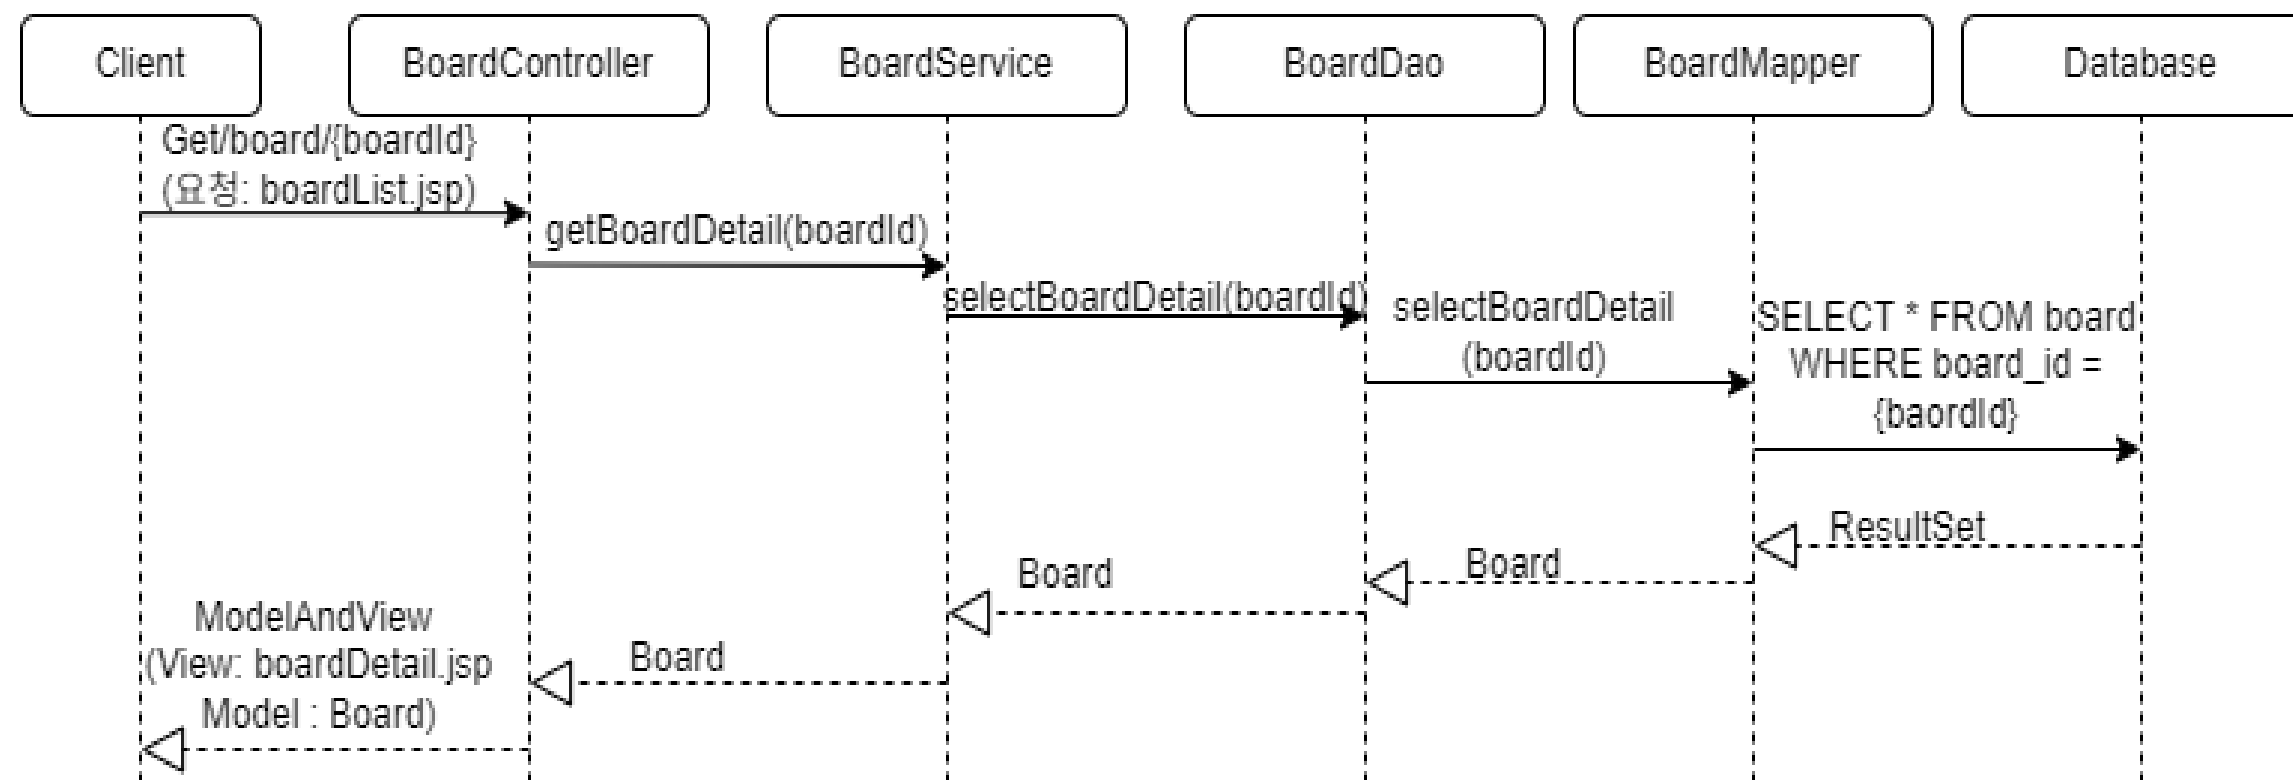 Client
BoardController
BoardService
BoardDao
BoardMapper
Database
Get/board/{boardId}
(요청: boardList.jsp)
getBoardDetail(boardId)
selectBoardDetail(boardId)
selectBoardDetail
(boardId)
SELECT * FROM board
WHERE board_id =
{baordId}
ResultSet
Board
Board
Board
ModelAndView
(View: boardDetail.jsp
Model : Board)